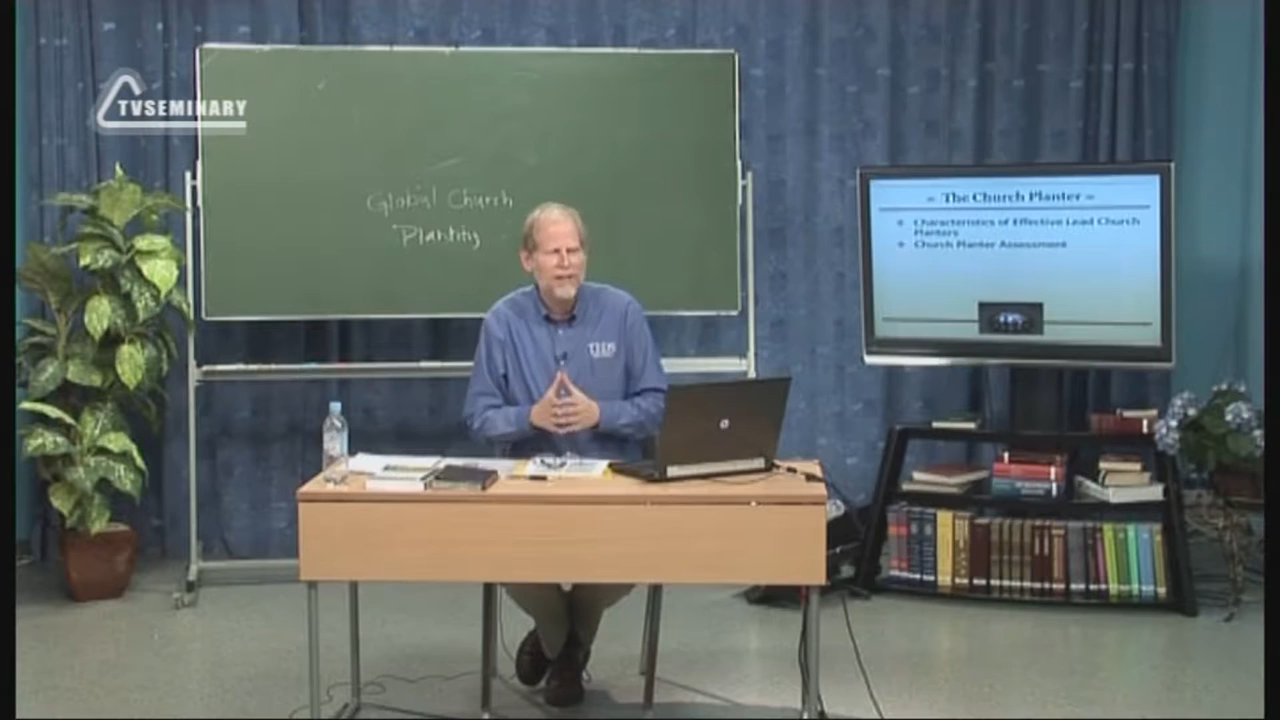 TVSEMINARY
Global Church
Planting
The Church Planter
Characteristics of Effective Lead Church
Planters
Church Planter Assessment